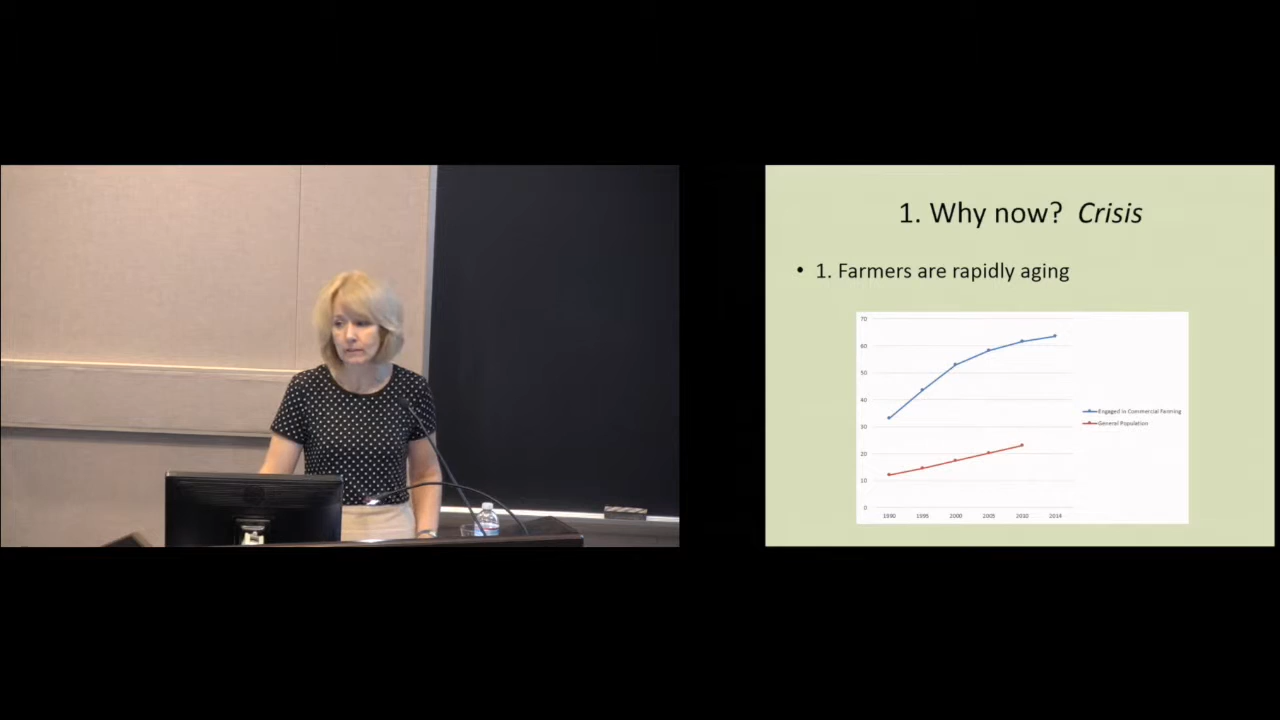 1. Why now? Crisis
• 1. Farmers are rapidly aging
70
60
50
40
30
20
10
0
1990 1995 2000 2005 2010 2014
Engaged in Commercial Farming
General Population